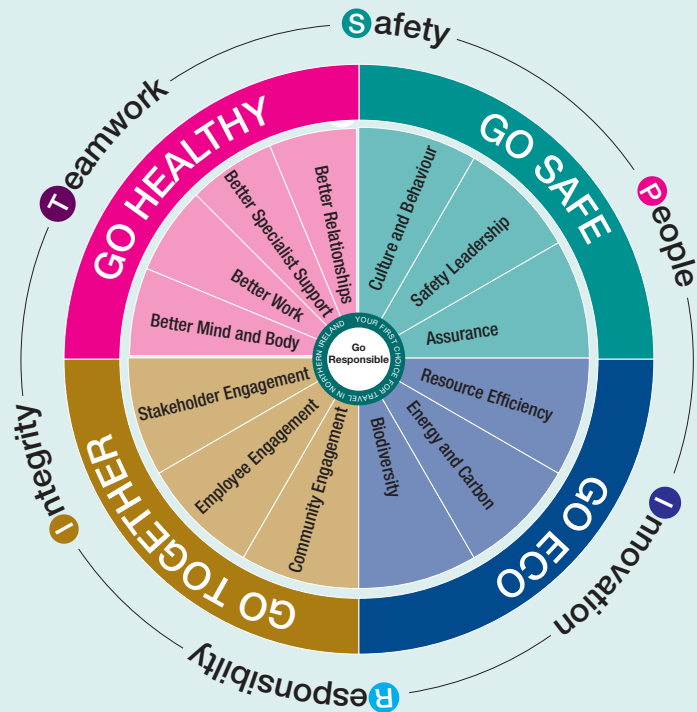 Safety
People
Innovation
Responsibilty
Integrity
Teamwork
GO SAFE
Culture and Behaviour
Safety Leadership
Assurance
GO ECO
Resource Efficiency
Energy and Carbon
Biodiversity
GO TOGETHER
Community Engagement
Employee Engagement
Stakeholder Engagement
GO HEALTHY
Better Mind and Body
Better Work
Better Specialist Support
Better Relationships
YOUR FIRST CHOICE FOR TRAVEL IN NORTHERN IRELAND
Go
Responsible